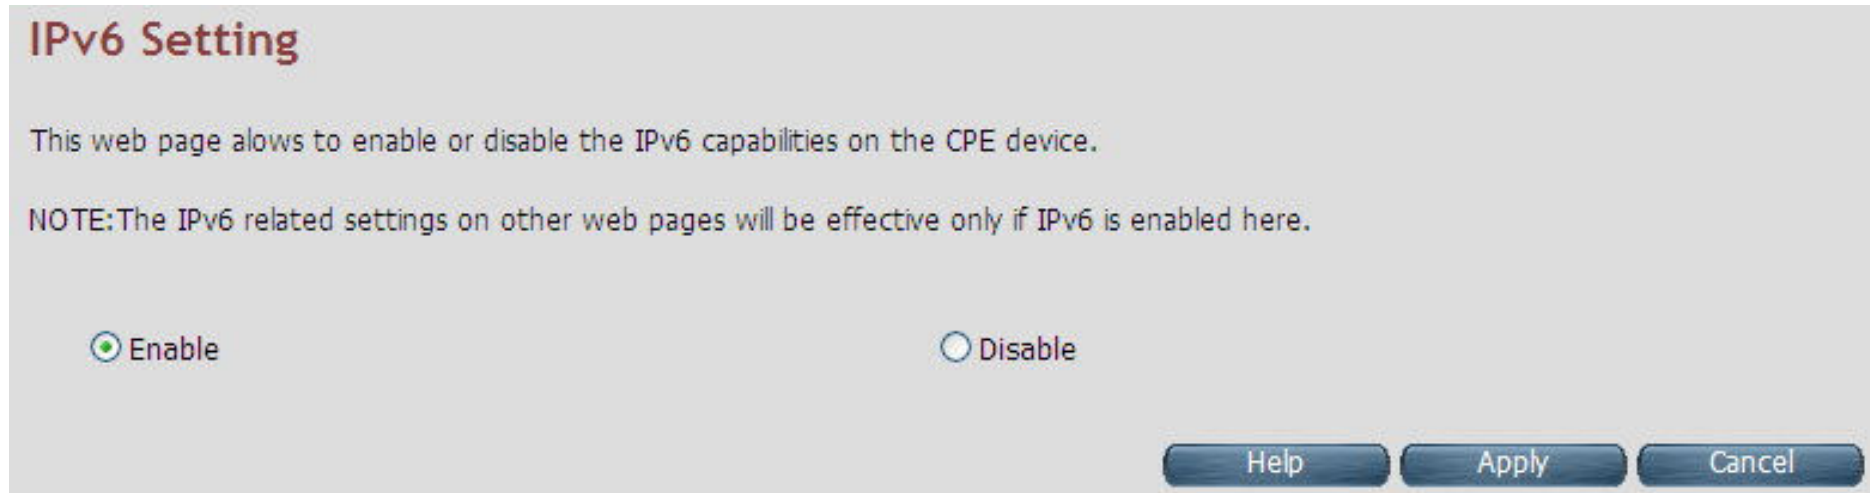 IPv6 Setting
This web page alows to enable or disable the IPv6 capabilities on the CPE device.
NOTE:The IPv6 related settings on other web pages will be effective only if IPv6 is enabled here.
Enable Disable
Help Apply Cancel